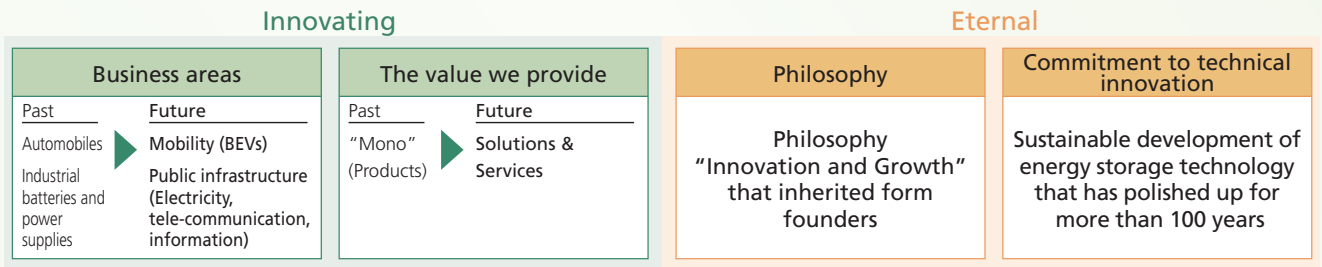 Innovating
Business areas
Past
Future
Automobiles
Mobility (BEVs)
Industrial
batteries and
power
supplies
Public infrastructure
(Electricity,
tele-communication,
information)
The value we provide
Past
Future
“Mono”
(Products)
Solutions &
Services
Eternal
Philosophy
Philosophy
“Innovation and Growth”
that inherited form
founders
Commitment to technical
innovation
Sustainable development of
energy storage technology
that has polished up for
more than 100 years